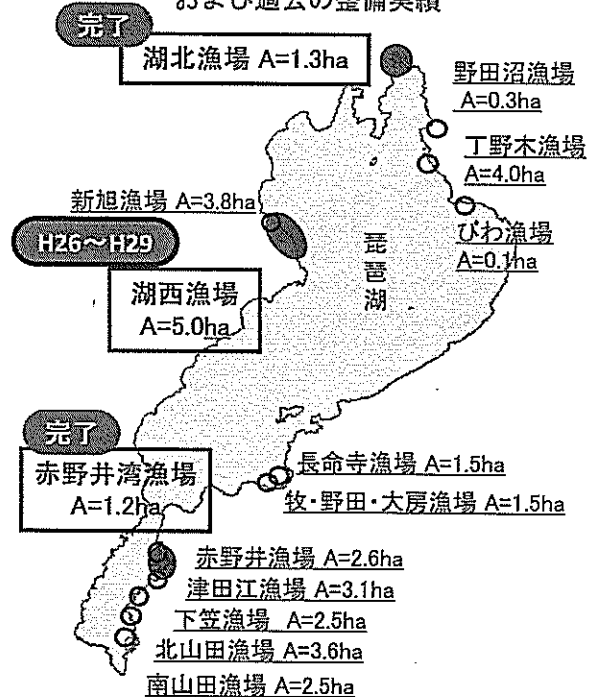 および過去の整備実績
完了
湖北漁場 A=1.3ha
野田沼漁場
A=0.3ha
丁野木漁場
A=4.0ha
新旭漁場 A=3.8ha
びわ漁場
A=0.1ha
H26～H29
琵琶湖
湖西漁場
A=5.0ha
完了
赤野井湾漁場
A=1.2ha
長命寺漁場 A=1.5ha
牧・野田・大房漁場 A=1.5ha
赤野井漁場 A=2.6ha
津田江漁場 A=3.1ha
下笠漁場 A=2.5ha
北山田漁場 A=3.6ha
南山田漁場 A=2.5ha